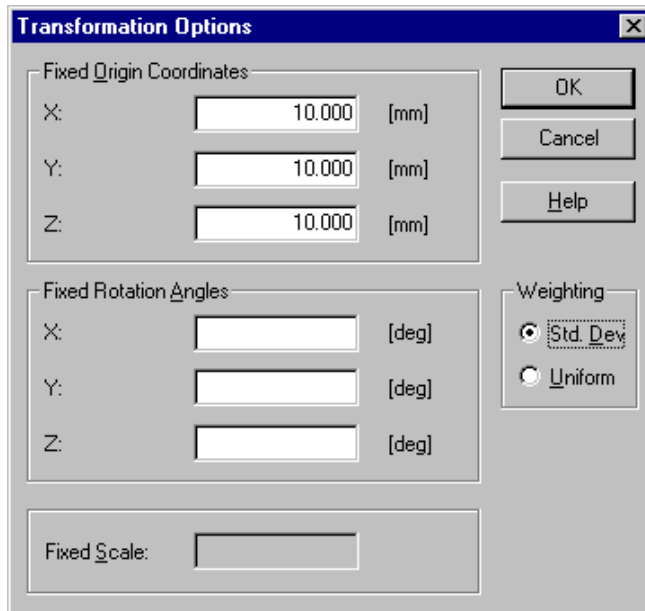 Transformation Options
Fixed Origin Coordinates
X: 10.000 [mm]
Y: 10.000 [mm]
Z: 10.000 [mm]
OK
Cancel
Help
Fixed Rotation Angles
X: [deg]
Y: [deg]
Z: [deg]
Weighting
Std. Dev
Uniform
Fixed Scale: